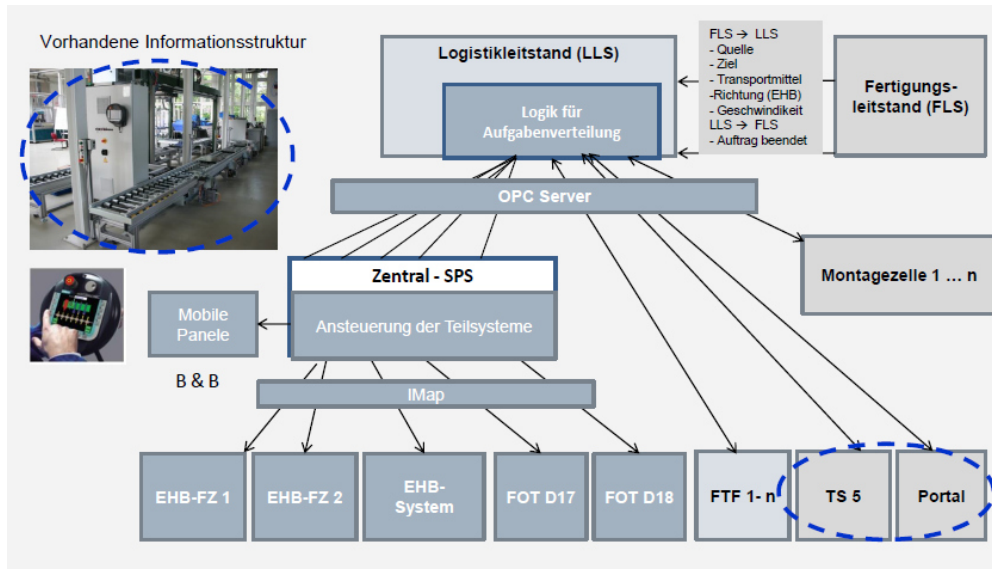 Vorhandene Informationsstruktur
Logistikleitstand (LLS)
Logik für
Aufgabenverteilung
FLS → LLS
- Quelle
- Ziel
- Transportmittel
-Richtung (EHB)
- Geschwindikeit
LLS → FLS
- Auftrag beendet
Fertigungs-
leitstand (FLS)
OPC Server
Zentral - SPS
Ansteuerung der Teilsysteme
Mobile
Panele
B & B
Montagezelle 1 ... n
IMap
EHB-FZ 1
EHB-FZ 2
EHB-
System
FOT D17
FOT D18
FTF 1- n
TS 5
Portal